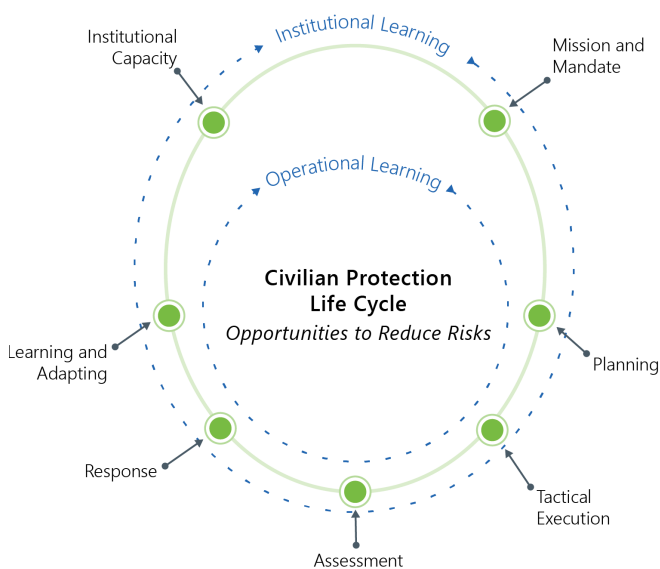 Institutional Learning
Institutional
Capacity
Mission and
Mandate
Operational Learning
Civilian Protection
Life Cycle
Opportunities to Reduce Risks
Learning and
Adapting
Planning
Response
Tactical
Execution
Assessment